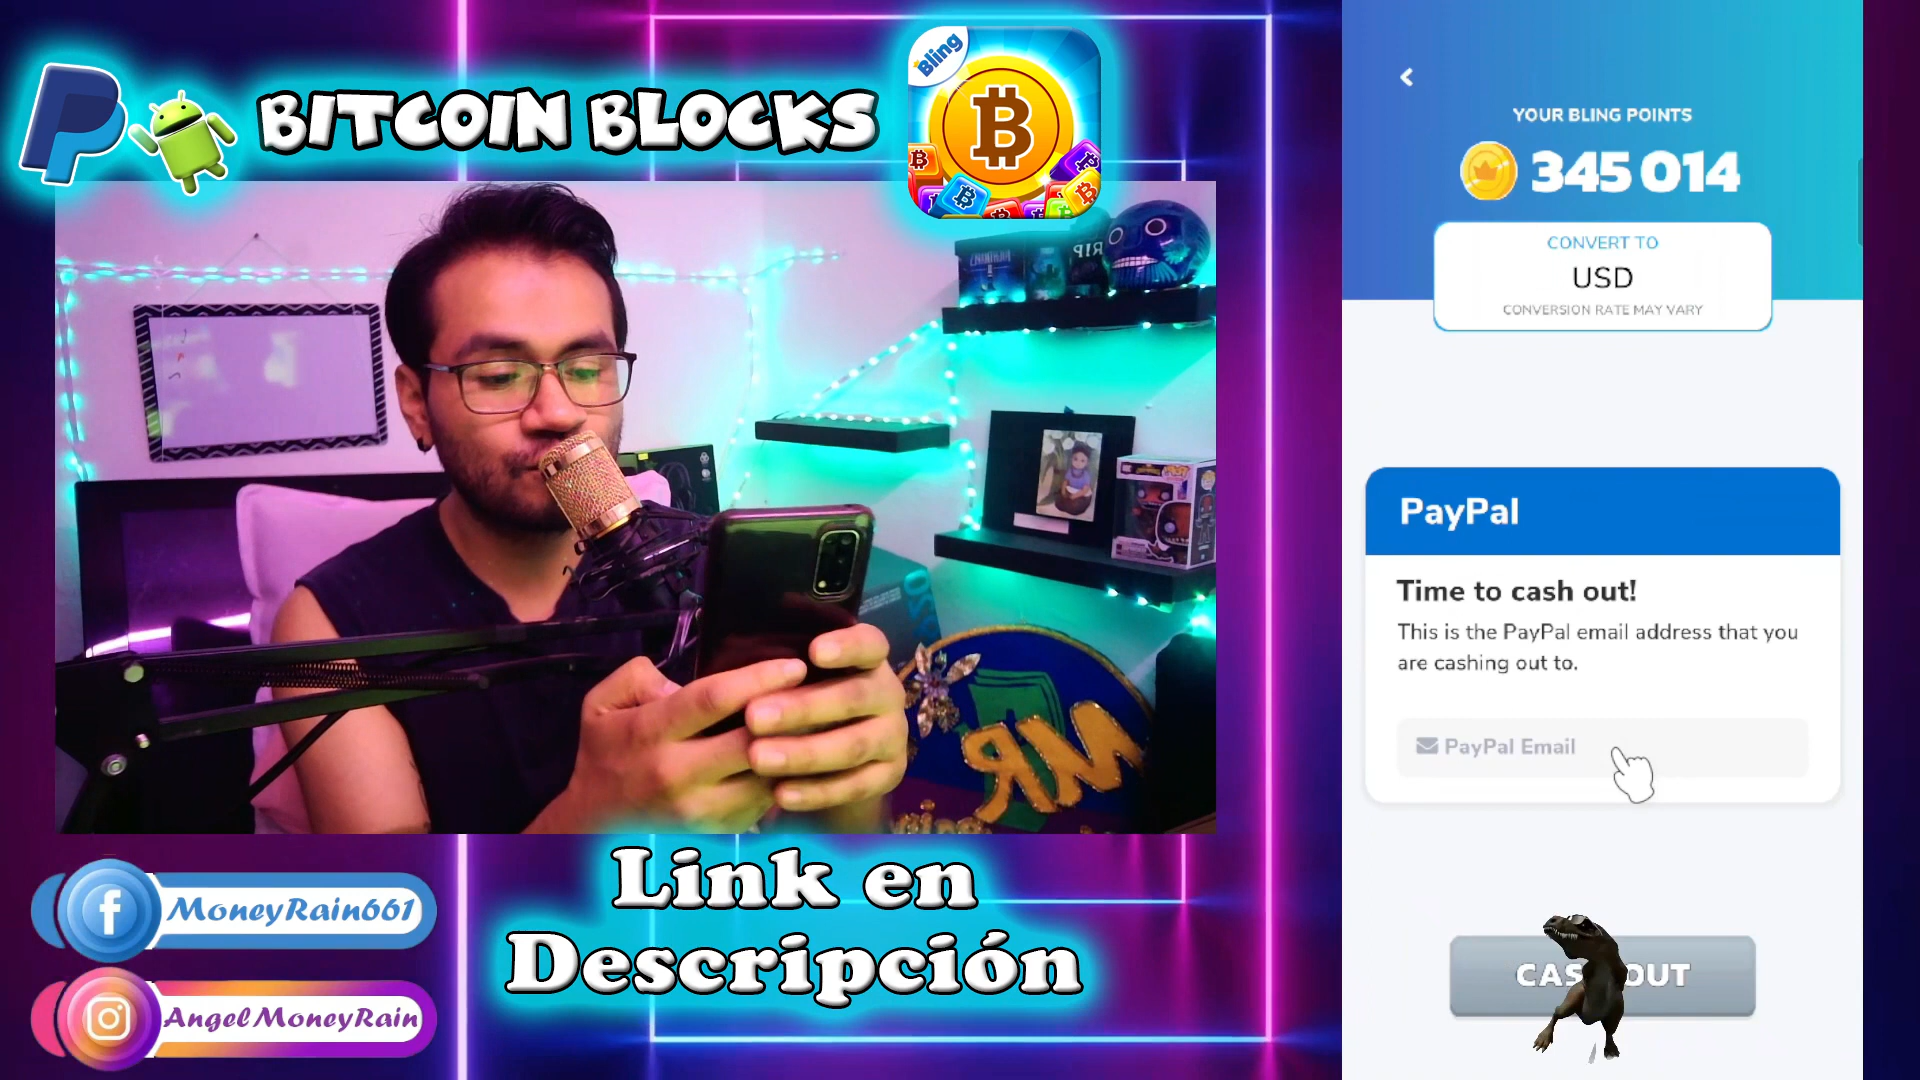 BITCOIN BLOCKS
Bling
YOUR BLING POINTS
345 014
CONVERT TO
USD
CONVERSION RATE MAY VARY
PayPal
Time to cash out!
This is the PayPal email address that you
are cashing out to.
PayPal Email
RIP
MR
Link en
Descripción
MoneyRain661
AngelMoneyRain